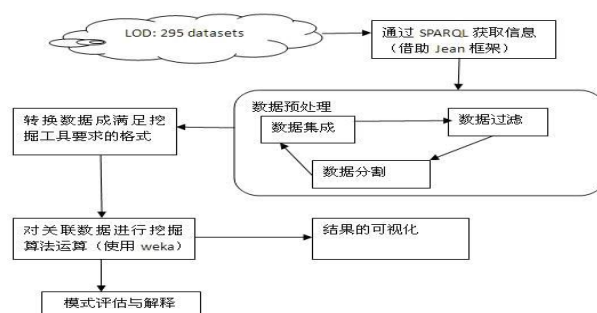 LOD: 295 datasets
通过 SPARQL 获取信息
（借助 Jean 框架）
数据预处理
数据集成
数据过滤
数据分割
转换数据成满足挖
掘工具要求的格式
对关联数据进行挖掘
算法运算（使用 weka）
结果的可视化
模式评估与解释